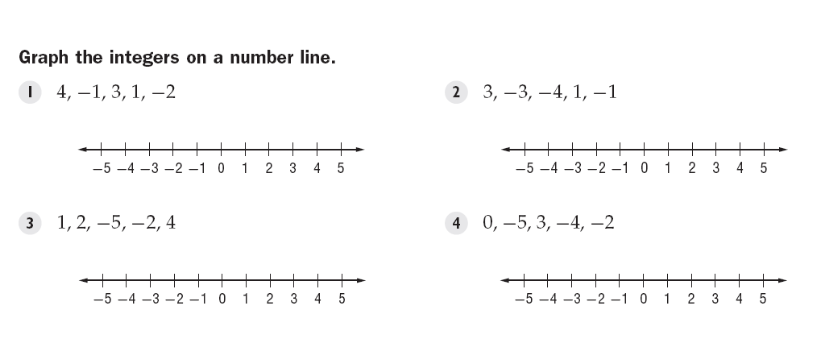 Graph the integers on a number line.
1 4, –1, 3, 1, –2
2 3, –3, –4, 1, –1
–5 –4 –3 –2 –1 0 1 2 3 4 5
–5 –4 –3 –2 –1 0 1 2 3 4 5
3 1, 2, –5, –2, 4
4 0, –5, 3, –4, –2
–5 –4 –3 –2 –1 0 1 2 3 4 5
–5 –4 –3 –2 –1 0 1 2 3 4 5